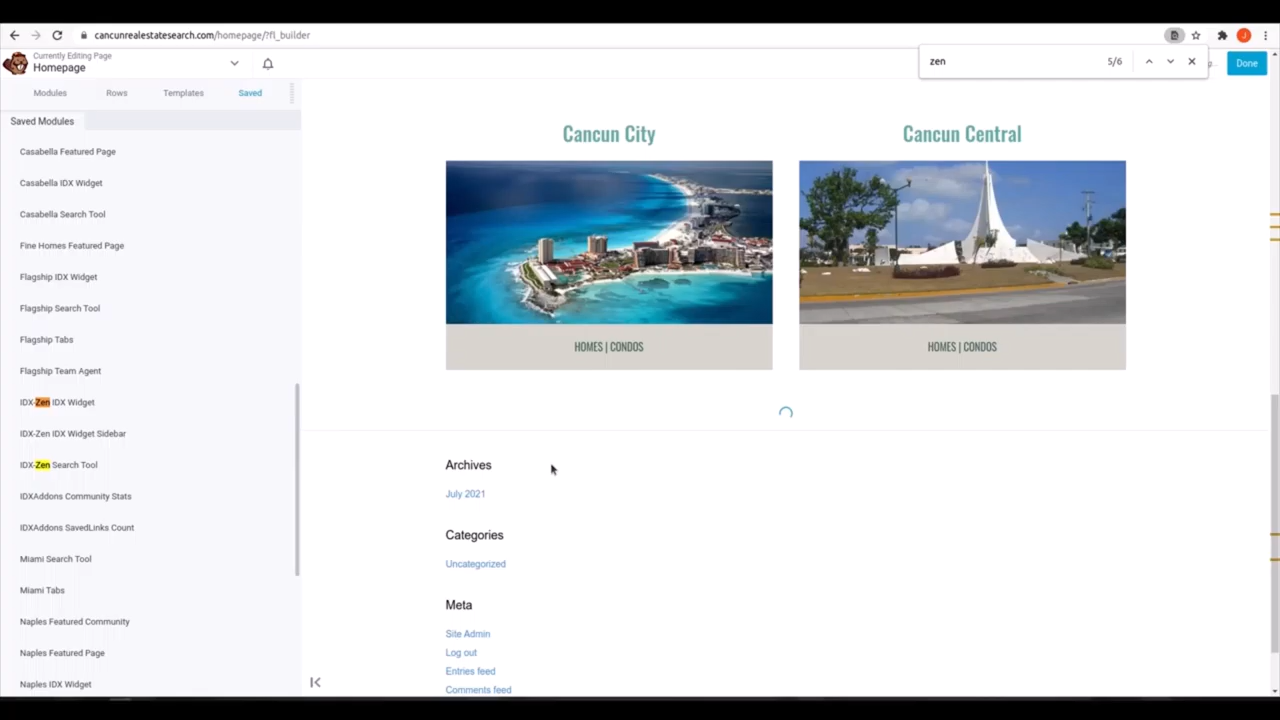 cancunrealestatesearch.com/homepage/?fl_builder
J
Currently Editing Page
Homepage
zen
5/6
Done
Modules
Rows
Templates
Saved
Saved Modules
Casabella Featured Page
Casabella IDX Widget
Casabella Search Tool
Fine Homes Featured Page
Flagship IDX Widget
Flagship Search Tool
Flagship Tabs
Flagship Team Agent
IDX-Zen IDX Widget
IDX-Zen IDX Widget Sidebar
IDX-Zen Search Tool
IDXAddons Community Stats
IDXAddons SavedLinks Count
Miami Search Tool
Miami Tabs
Naples Featured Community
Naples Featured Page
Naples IDX Widget
Cancun City
Cancun Central
HOMES | CONDOS
HOMES | CONDOS
Archives
July 2021
Categories
Uncategorized
Meta
Site Admin
Log out
Entries feed
Comments feed